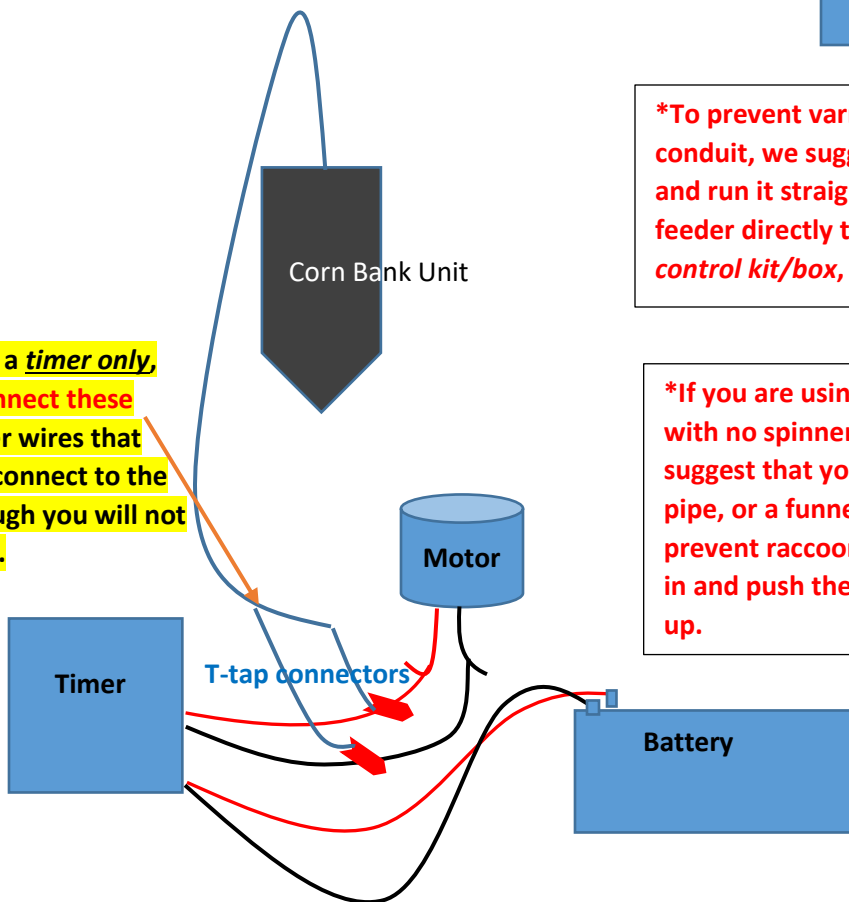 *To prevent var
conduit, we sugg
and run it straig
feeder directly t
control kit/box,
Corn Bank Unit
a timer only,
nnect these
er wires that
connect to the
ugh you will not
.
*If you are usin
with no spinner
suggest that yo
pipe, or a funne
prevent raccoor
in and push the
up.
Motor
Timer
T-tap connectors
Battery